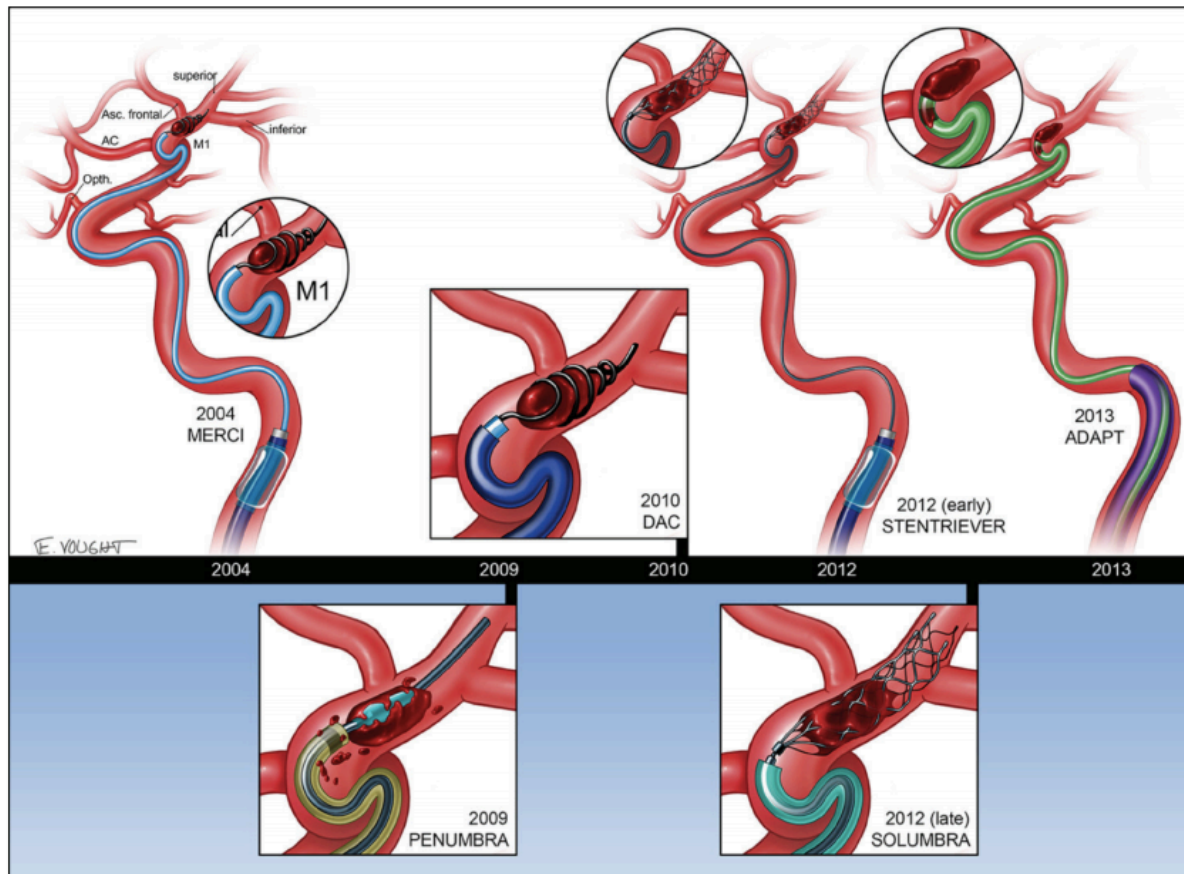 superior
Asc. frontal
AC
M1
inferior
Opth.
M1
2004
MERCI
2010
DAC
2012 (early)
STENTRIEVER
2013
ADAPT
E. VOUGHT
2004
2009
2010
2012
2013
2009
PENUMBRA
2012 (late)
SOLUMBRA